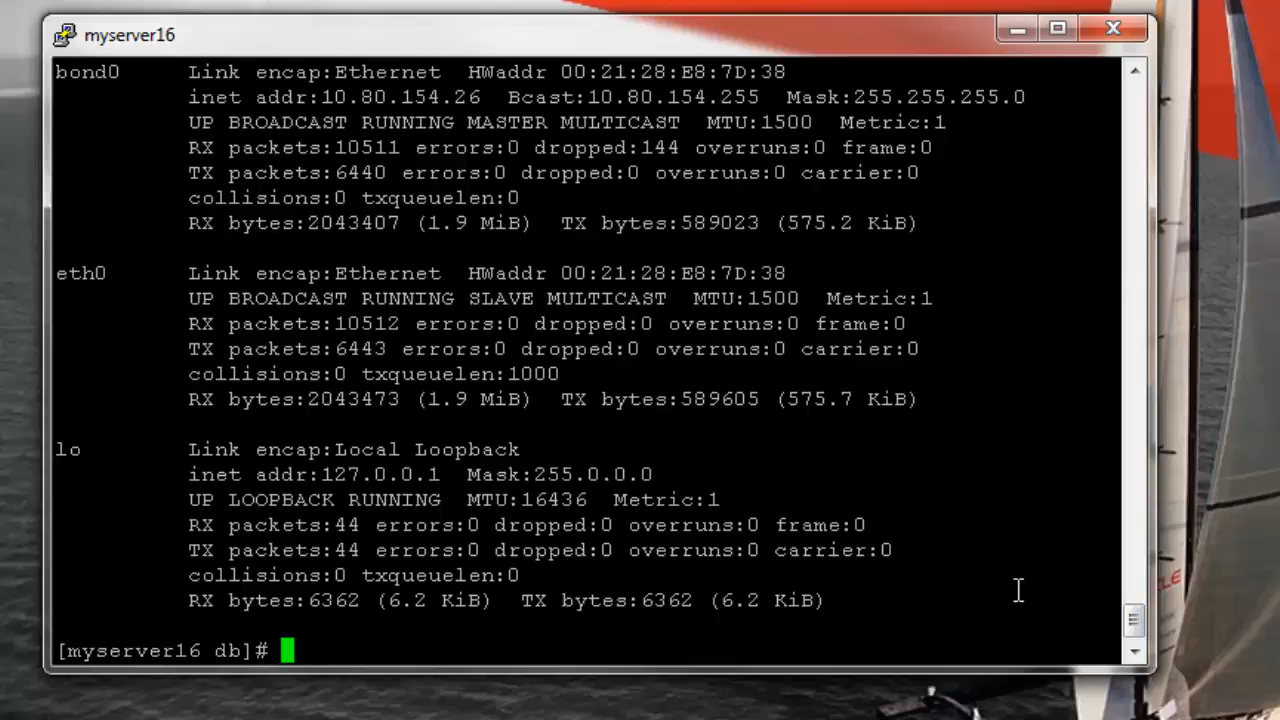 myserver16
bond0 Link encap:Ethernet HWaddr 00:21:28:E8:7D:38
inet addr:10.80.154.26 Bcast:10.80.154.255 Mask:255.255.255.0
UP BROADCAST RUNNING MASTER MULTICAST MTU:1500 Metric:1
RX packets:10511 errors:0 dropped:144 overruns:0 frame:0
TX packets:6440 errors:0 dropped:0 overruns:0 carrier:0
collisions:0 txqueuelen:0
RX bytes:2043407 (1.9 MiB) TX bytes:589023 (575.2 KiB)
eth0 Link encap:Ethernet HWaddr 00:21:28:E8:7D:38
UP BROADCAST RUNNING SLAVE MULTICAST MTU:1500 Metric:1
RX packets:10512 errors:0 dropped:0 overruns:0 frame:0
TX packets:6443 errors:0 dropped:0 overruns:0 carrier:0
collisions:0 txqueuelen:1000
RX bytes:2043473 (1.9 MiB) TX bytes:589605 (575.7 KiB)
lo Link encap:Local Loopback
inet addr:127.0.0.1 Mask:255.0.0.0
UP LOOPBACK RUNNING MTU:16436 Metric:1
RX packets:44 errors:0 dropped:0 overruns:0 frame:0
TX packets:44 errors:0 dropped:0 overruns:0 carrier:0
collisions:0 txqueuelen:0
RX bytes:6362 (6.2 KiB) TX bytes:6362 (6.2 KiB)
[myserver16 db]#